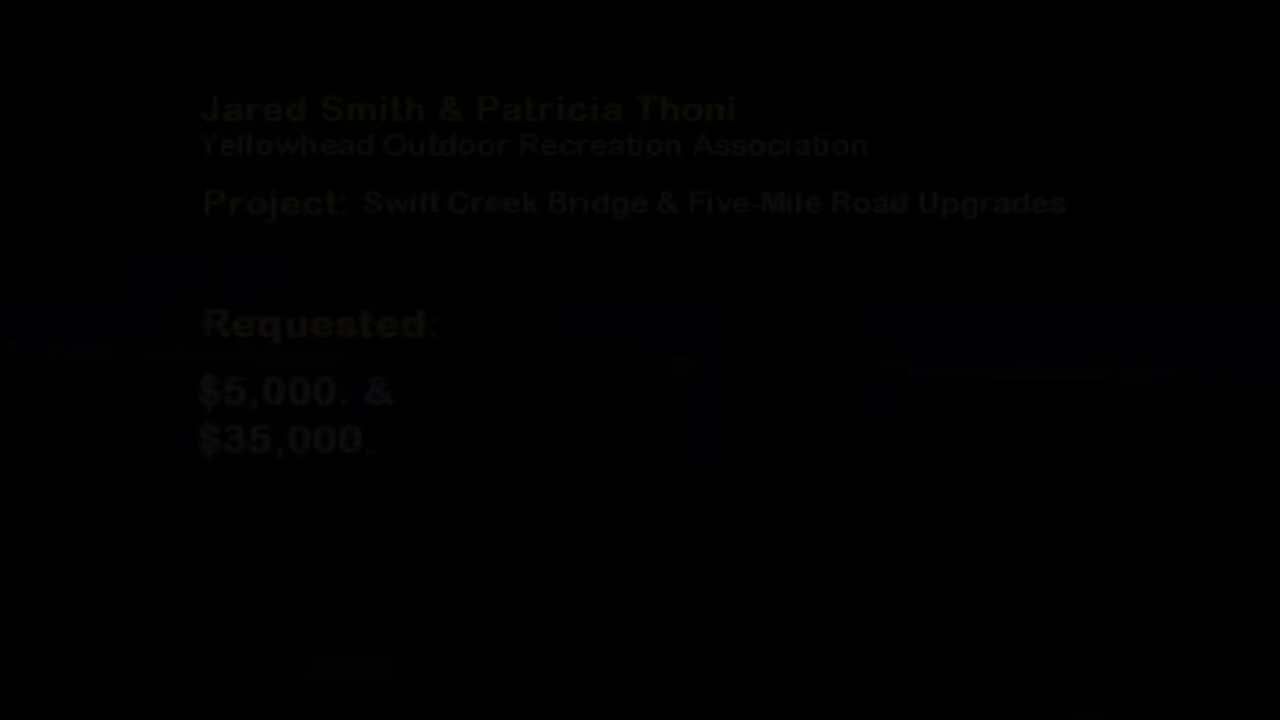 Jared Smith & Patricia Thoni
Yellowhead Outdoor Recreation Association
Project: Swift Creek Bridge & Five-Mile Road Upgrades
Requested:
$5,000. &
$35,000.